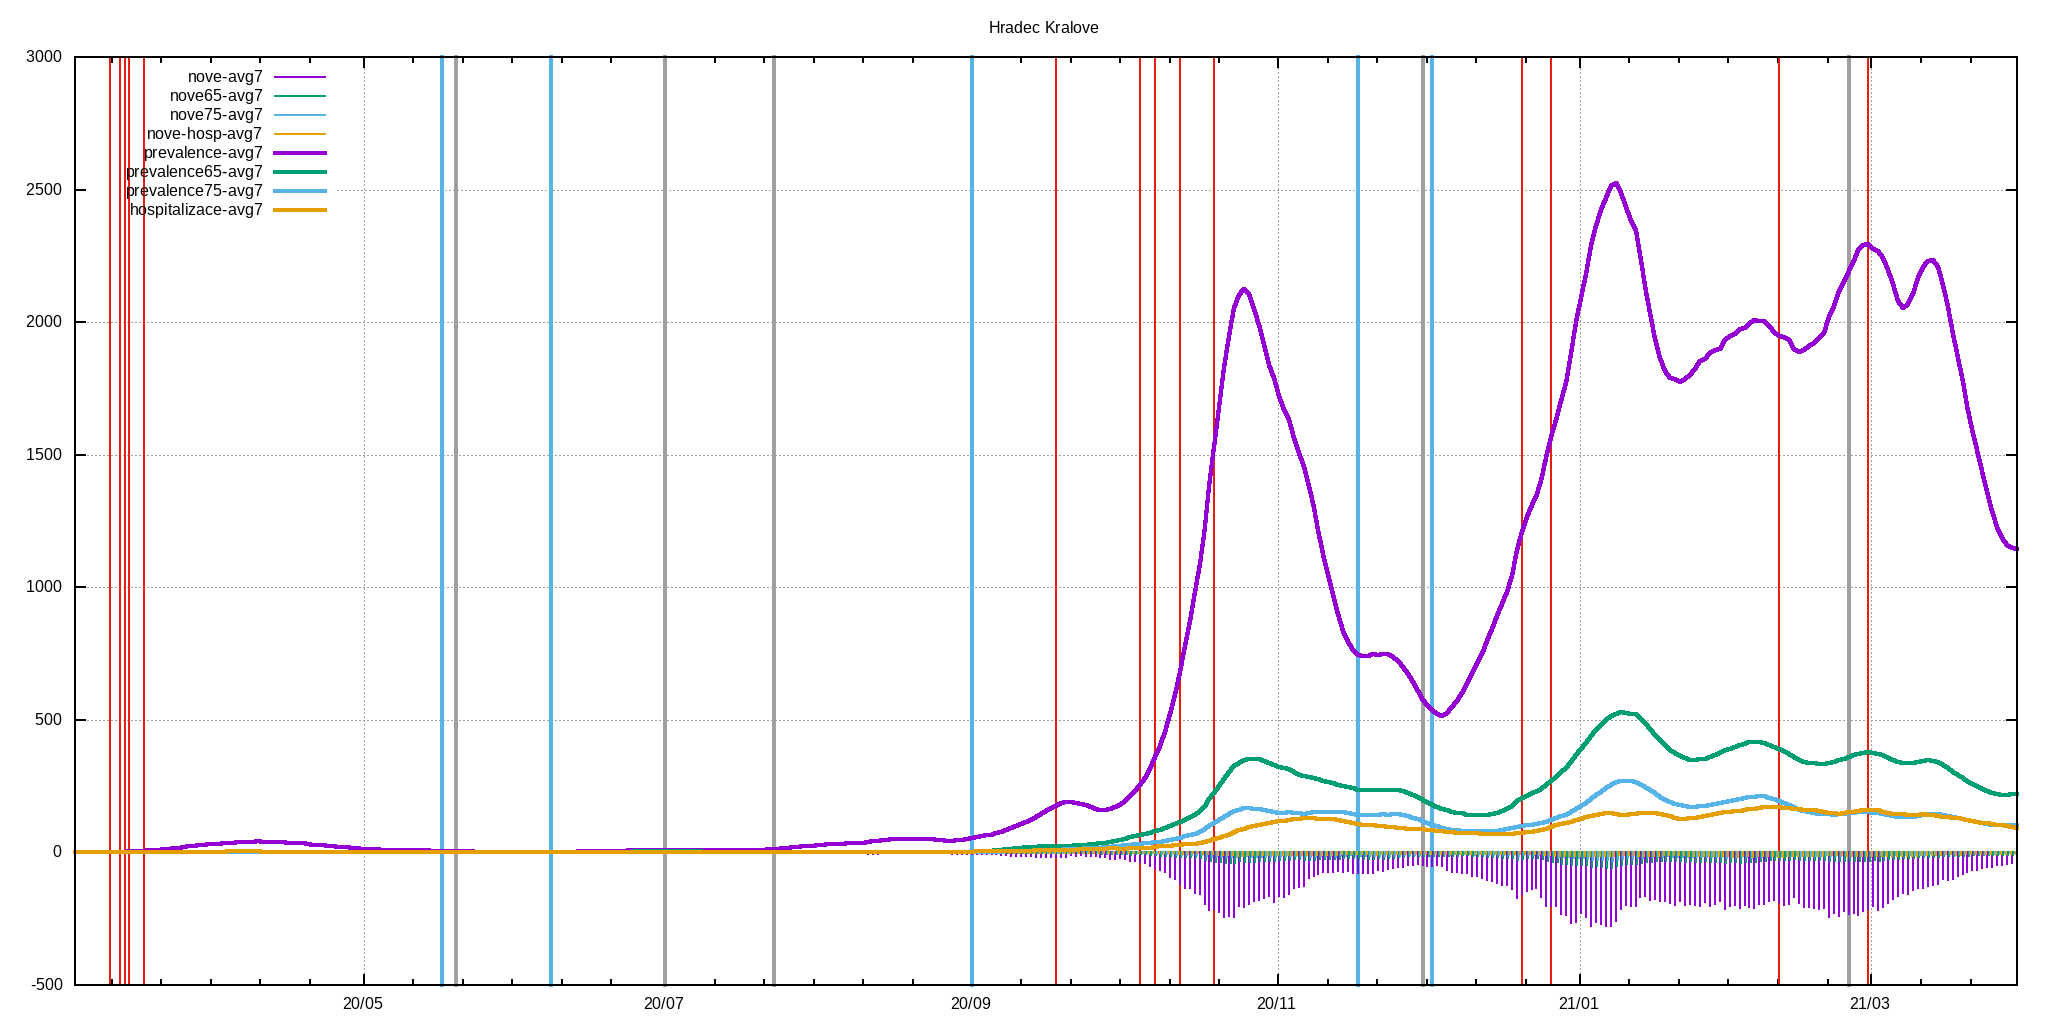 Hradec Kralove
3000
2500
2000
1500
1000
500
0
-500
nove-avg7
nove65-avg7
nove75-avg7
nove-hosp-avg7
prevalence-avg7
prevalence65-avg7
prevalence75-avg7
hospitalizace-avg7
20/05
20/07
20/09
20/11
21/01
21/03